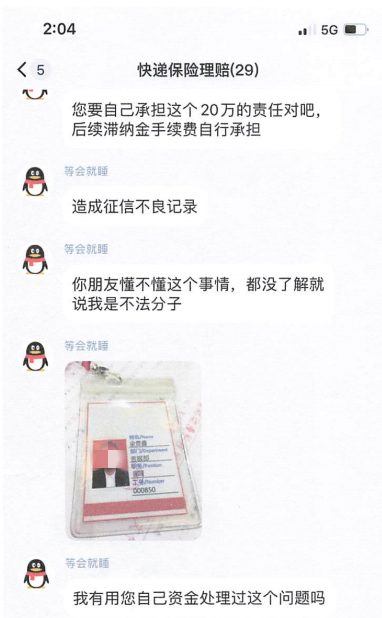 2:04
5G
5
快递保险理赔(29)
您要自己承担这个20万的责任对吧，
后续滞纳金手续费自行承担
等会就睡
造成征信不良记录
等会就睡
你朋友懂不懂这个事情，都没了解就
说我是不法分子
等会就睡
姓名/Name
部门/Department
职务/Position
工号/Number
000850
等会就睡
我有用您自己资金处理过这个问题吗